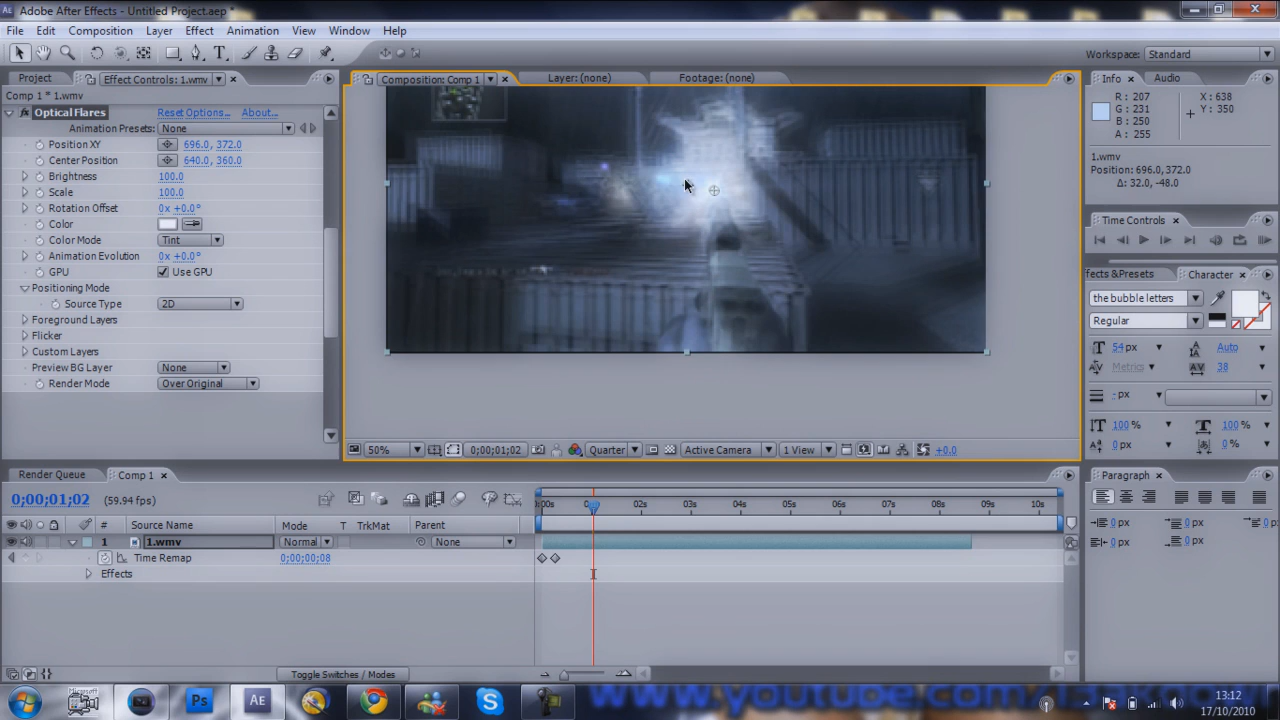 Adobe After Effects - Untitled Project.aep *
File Edit Composition Layer Effect Animation View Window Help
Workspace: Standard
Project Effect Controls: 1.wmv
Composition: Comp 1 Layer: (none) Footage: (none)
Info Audio
Comp 1 * 1.wmv
Optical Flares Reset Options... About...
Animation Presets: None
Position XY 696.0, 372.0
Center Position 640.0, 360.0
Brightness 100.0
Scale 100.0
Rotation Offset 0x +0.0°
Color
Color Mode Tint
Animation Evolution 0x +0.0°
GPU Use GPU
Positioning Mode
Source Type 2D
Foreground Layers
Flicker
Custom Layers
Preview BG Layer None
Render Mode Over Original
R: 207 X: 638
G: 231 Y: 350
B: 250
A: 255
1.wmv
Position: 696.0, 372.0
Δ: 32.0, -48.0
Time Controls
ffects&Presets Character
the bubble letters
Regular
54 px Auto
Metrics 38
- px
100 % 100 %
0 px 0 %
50% 0;00;01;02 Quarter Active Camera 1 View +0.0
Render Queue Comp 1
0;00;01;02 (59.94 fps)
:00s 02s 03s 04s 05s 06s 07s 08s 09s 10s
# Source Name Mode T TrkMat Parent
1 1.wmv Normal None
Time Remap 0;00;00;08
Effects
Toggle Switches / Modes
Paragraph
0 px 0 px 0 p
0 px 0 px
Microsoft
Ps AE
13:12
17/10/2010